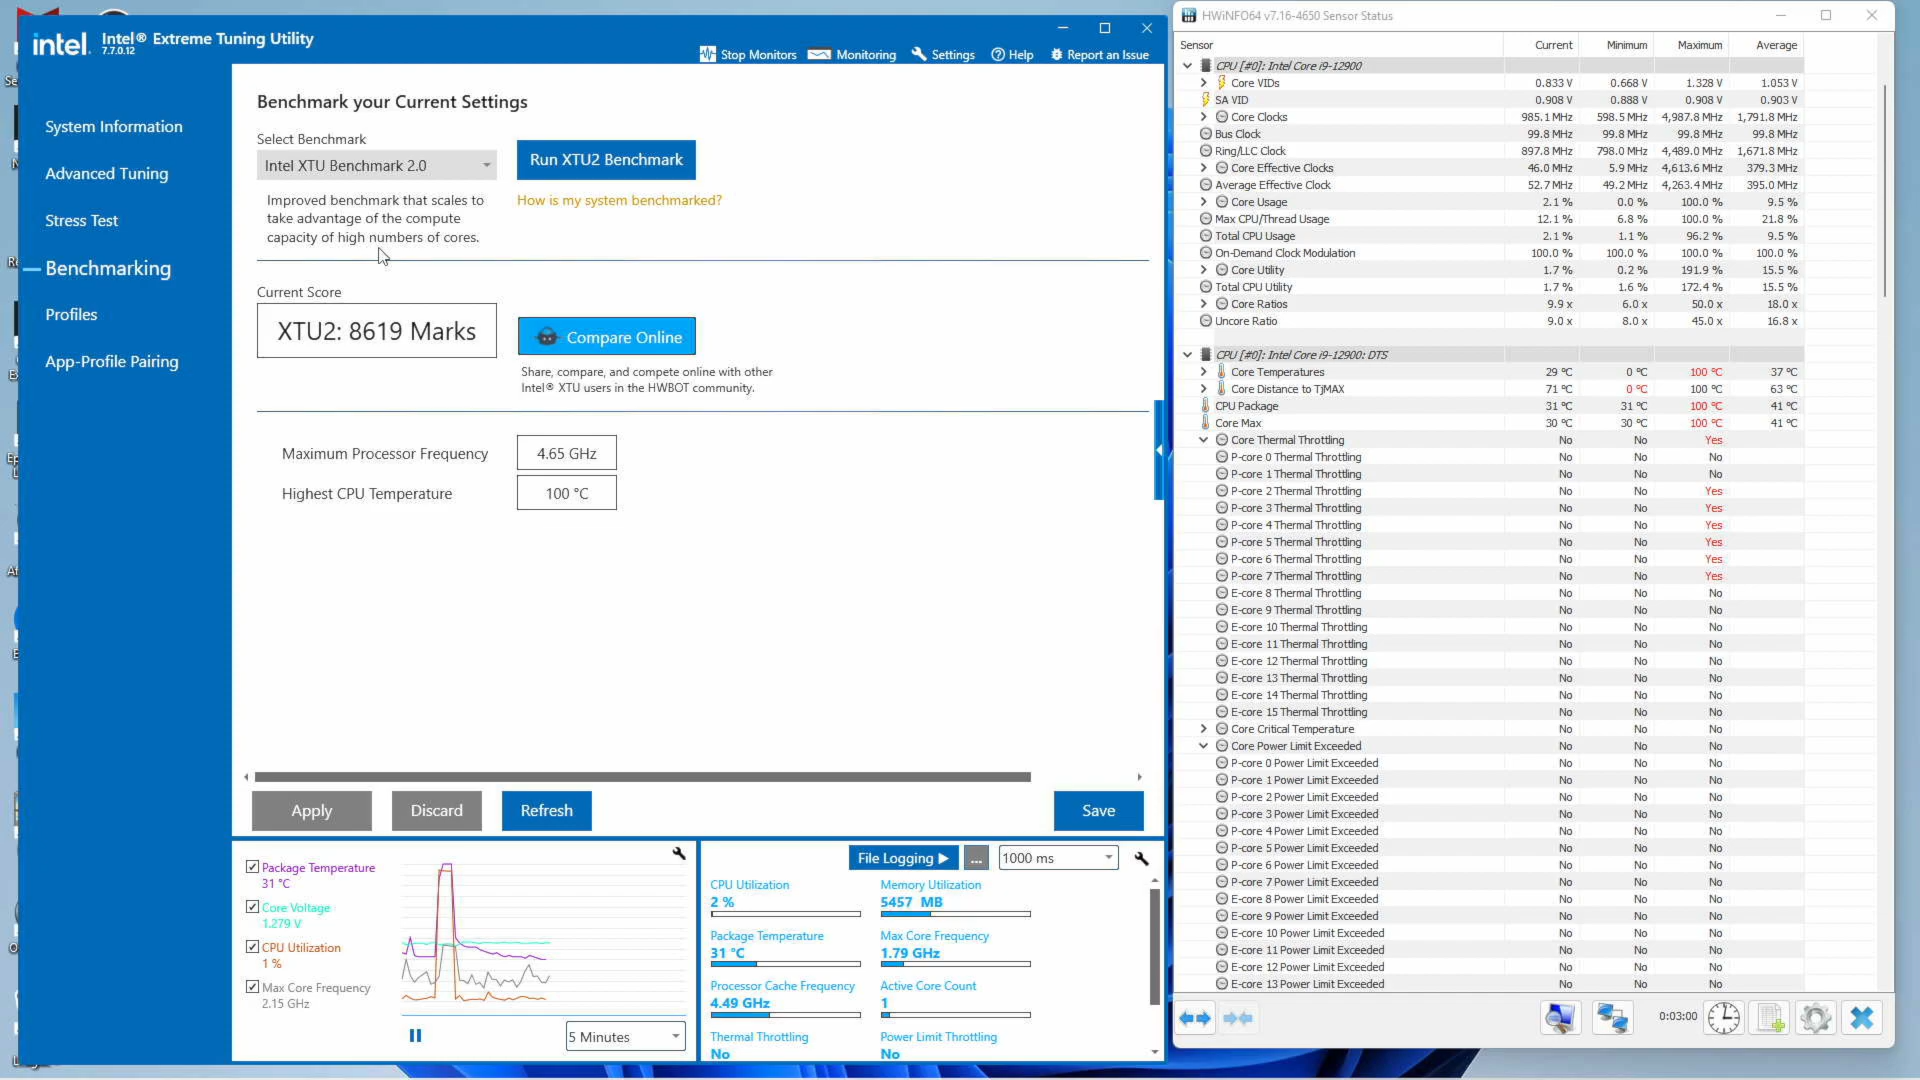 intel.
Intel® Extreme Tuning Utility
7.7.0.12
Stop Monitors
Monitoring
Settings
Help
Report an Issue
System Information
Advanced Tuning
Stress Test
Benchmarking
Profiles
App-Profile Pairing
Benchmark your Current Settings
Select Benchmark
Intel XTU Benchmark 2.0
Run XTU2 Benchmark
Improved benchmark that scales to
take advantage of the compute
capacity of high numbers of cores.
How is my system benchmarked?
Current Score
XTU2: 8619 Marks
Compare Online
Share, compare, and compete online with other
Intel® XTU users in the HWBOT community.
Maximum Processor Frequency 4.65 GHz
Highest CPU Temperature 100 °C
Apply Discard Refresh Save
Package Temperature
31 °C
Core Voltage
1.279 V
CPU Utilization
1 %
Max Core Frequency
2.15 GHz
5 Minutes
File Logging ... 1000 ms
CPU Utilization
2 %
Memory Utilization
5457 MB
Package Temperature
31 °C
Max Core Frequency
1.79 GHz
Processor Cache Frequency
4.49 GHz
Active Core Count
1
Thermal Throttling
No
Power Limit Throttling
No
HWiNFO64 v7.16-4650 Sensor Status
Sensor Current Minimum Maximum Average
CPU [#0]: Intel Core i9-12900
Core VIDs 0.833 V 0.668 V 1.328 V 1.053 V
SA VID 0.908 V 0.888 V 0.908 V 0.903 V
Core Clocks 985.1 MHz 598.5 MHz 4,987.8 MHz 1,791.8 MHz
Bus Clock 99.8 MHz 99.8 MHz 99.8 MHz 99.8 MHz
Ring/LLC Clock 897.8 MHz 798.0 MHz 4,489.0 MHz 1,671.8 MHz
Core Effective Clocks 46.0 MHz 5.9 MHz 4,613.6 MHz 379.3 MHz
Average Effective Clock 52.7 MHz 49.2 MHz 4,263.4 MHz 395.0 MHz
Core Usage 2.1 % 0.0 % 100.0 % 9.5 %
Max CPU/Thread Usage 12.1 % 6.8 % 100.0 % 21.8 %
Total CPU Usage 2.1 % 1.1 % 96.2 % 9.5 %
On-Demand Clock Modulation 100.0 % 100.0 % 100.0 % 100.0 %
Core Utility 1.7 % 0.2 % 191.9 % 15.5 %
Total CPU Utility 1.7 % 1.6 % 172.4 % 15.5 %
Core Ratios 9.9 x 6.0 x 50.0 x 18.0 x
Uncore Ratio 9.0 x 8.0 x 45.0 x 16.8 x
CPU [#0]: Intel Core i9-12900: DTS
Core Temperatures 29 °C 0 °C 100 °C 37 °C
Core Distance to TjMAX 71 °C 0 °C 100 °C 63 °C
CPU Package 31 °C 31 °C 100 °C 41 °C
Core Max 30 °C 30 °C 100 °C 41 °C
Core Thermal Throttling No No Yes
P-core 0 Thermal Throttling No No No
P-core 1 Thermal Throttling No No No
P-core 2 Thermal Throttling No No Yes
P-core 3 Thermal Throttling No No Yes
P-core 4 Thermal Throttling No No Yes
P-core 5 Thermal Throttling No No Yes
P-core 6 Thermal Throttling No No Yes
P-core 7 Thermal Throttling No No Yes
E-core 8 Thermal Throttling No No No
E-core 9 Thermal Throttling No No No
E-core 10 Thermal Throttling No No No
E-core 11 Thermal Throttling No No No
E-core 12 Thermal Throttling No No No
E-core 13 Thermal Throttling No No No
E-core 14 Thermal Throttling No No No
E-core 15 Thermal Throttling No No No
Core Critical Temperature No No No
Core Power Limit Exceeded No No No
P-core 0 Power Limit Exceeded No No No
P-core 1 Power Limit Exceeded No No No
P-core 2 Power Limit Exceeded No No No
P-core 3 Power Limit Exceeded No No No
P-core 4 Power Limit Exceeded No No No
P-core 5 Power Limit Exceeded No No No
P-core 6 Power Limit Exceeded No No No
P-core 7 Power Limit Exceeded No No No
E-core 8 Power Limit Exceeded No No No
E-core 9 Power Limit Exceeded No No No
E-core 10 Power Limit Exceeded No No No
E-core 11 Power Limit Exceeded No No No
E-core 12 Power Limit Exceeded No No No
E-core 13 Power Limit Exceeded No No No
0:03:00